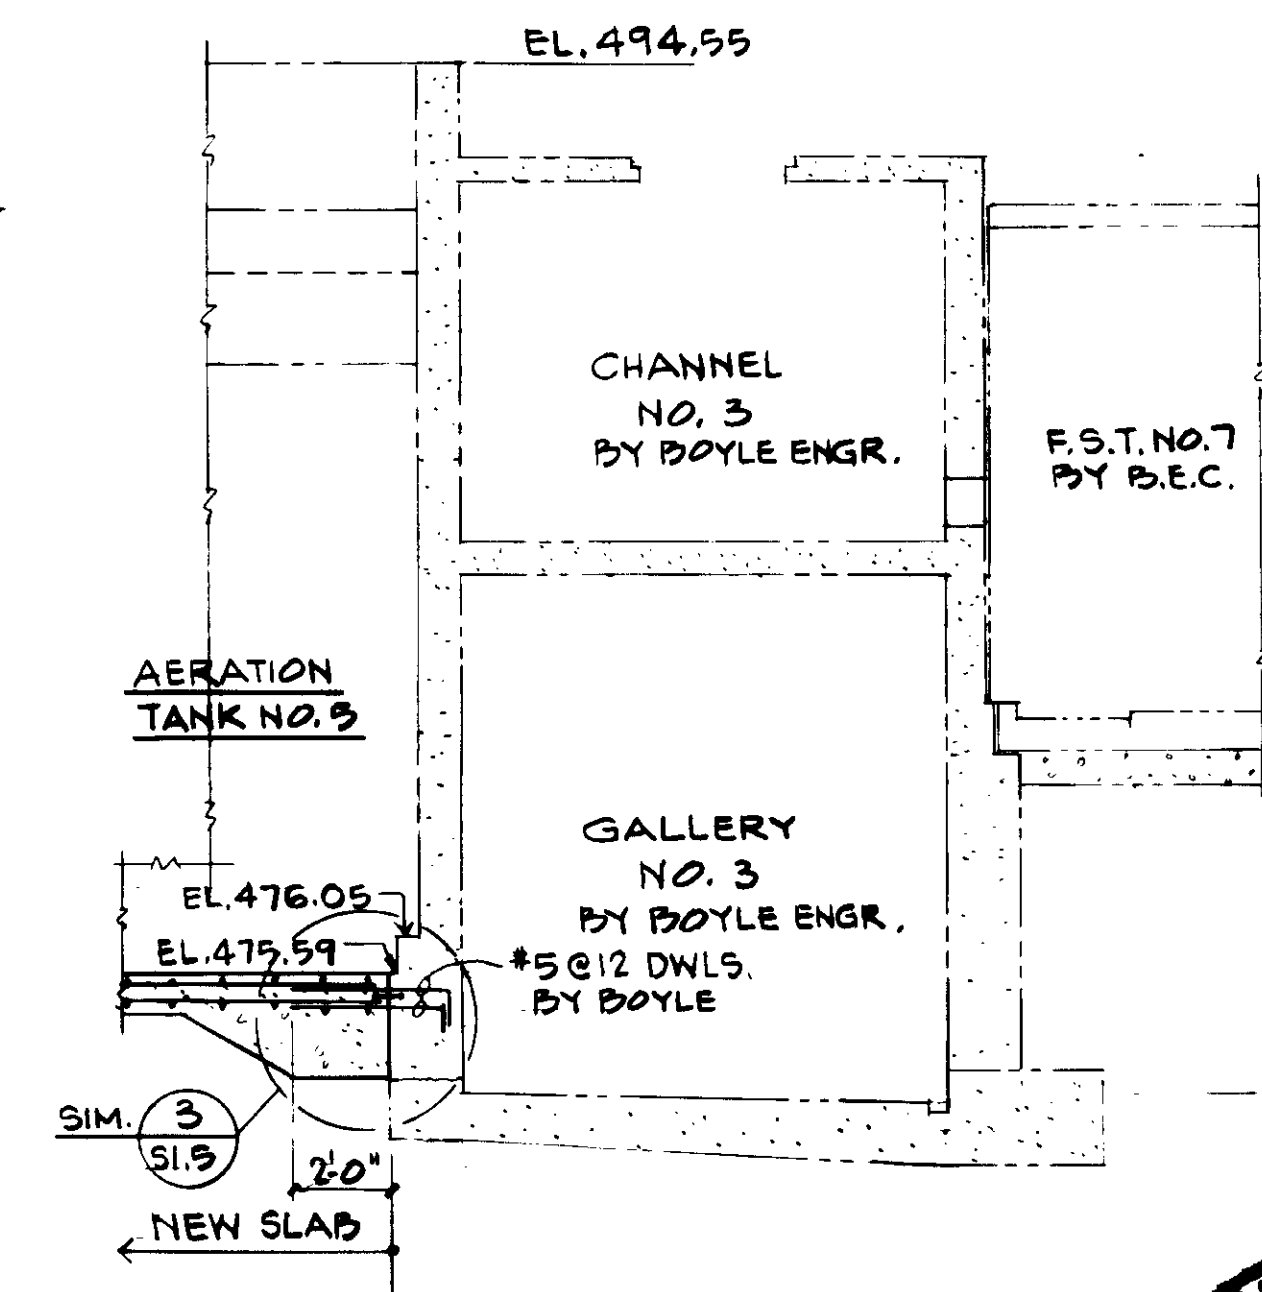 EL. 494.55
CHANNEL
NO. 3
BY BOYLE ENGR.
F.S.T. NO. 7
BY B.E.C.
AERATION
TANK NO. 5
GALLERY
NO. 3
BY BOYLE ENGR.
EL. 476.05
EL. 475.59
#5 @ 12 DWLS.
BY BOYLE
SIM.
3
S1.5
2'-0"
NEW SLAB